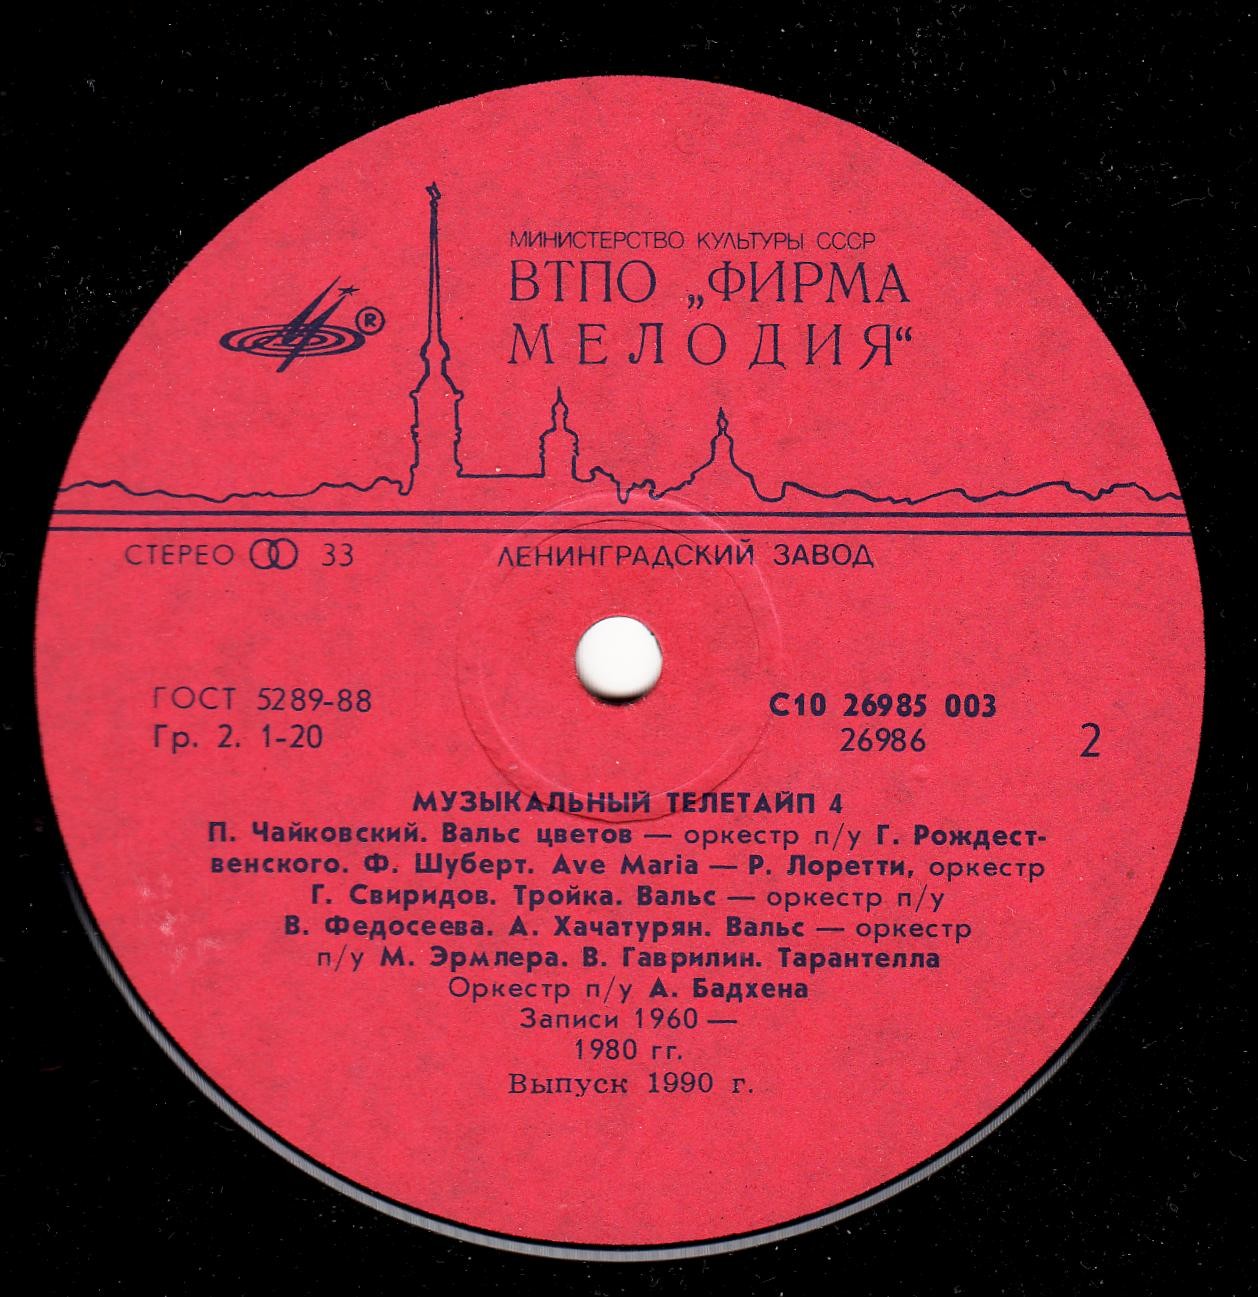 МИНИСТЕРСТВО КУЛЬТУРЫ СССР
ВТПО „ФИРМА
МЕЛОДИЯ“
®
СТЕРЕО 33
ЛЕНИНГРАДСКИЙ ЗАВОД
ГОСТ 5289-88
Гр. 2. 1-20
С10 26985 003
26986
2
МУЗЫКАЛЬНЫЙ ТЕЛЕТАЙП 4
П. Чайковский. Вальс цветов — оркестр п/у Г. Рождест-
венского. Ф. Шуберт. Ave Maria — Р. Лоретти, оркестр
Г. Свиридов. Тройка. Вальс — оркестр п/у
В. Федосеева. А. Хачатурян. Вальс — оркестр
п/у М. Эрмлера. В. Гаврилин. Тарантелла
Оркестр п/у А. Бадхена
Записи 1960 —
1980 гг.
Выпуск 1990 г.